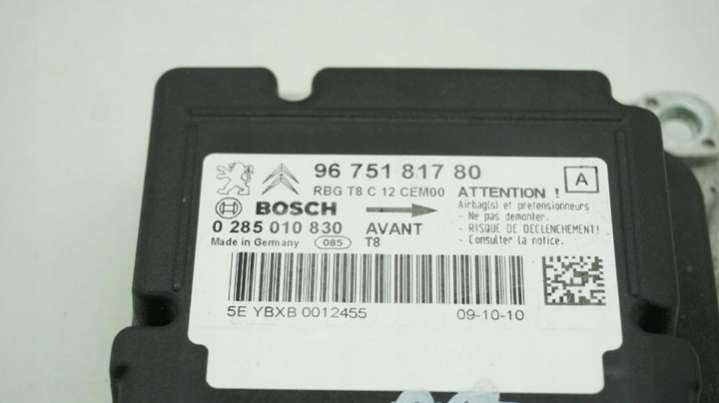 96 751 817 80
A
RBG T8 C 12 CEM00
ATTENTION !
Airbag(s) et pretensionneurs
- Ne pas demonter.
- RISQUE DE DECLENCHEMENT!
- Consulter la notice.
BOSCH
0 285 010 830
AVANT
Made in Germany
085
T8
5E YBXB 0012455
09-10-10